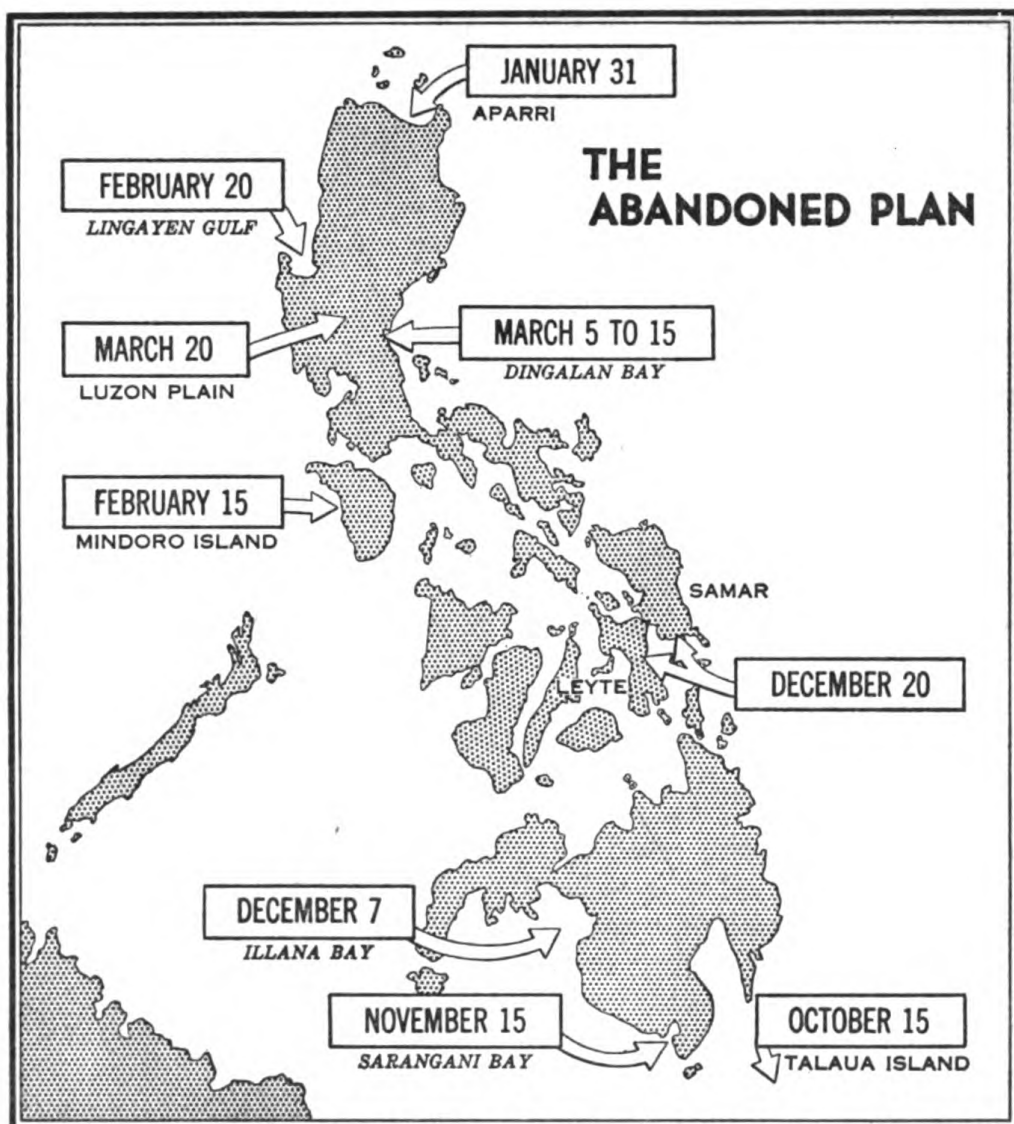 JANUARY 31
APARRI
THE
ABANDONED PLAN
FEBRUARY 20
LINGAYEN GULF
MARCH 20
LUZON PLAIN
MARCH 5 TO 15
DINGALAN BAY
FEBRUARY 15
MINDORO ISLAND
SAMAR
LEYTE
DECEMBER 20
DECEMBER 7
ILLANA BAY
NOVEMBER 15
SARANGANI BAY
OCTOBER 15
TALAUA ISLAND